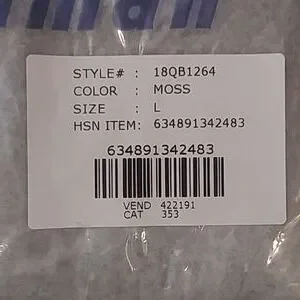 STYLE# : 18QB1264
COLOR : MOSS
SIZE : L
HSN ITEM: 634891342483
634891342483
VEND 422191
CAT 353